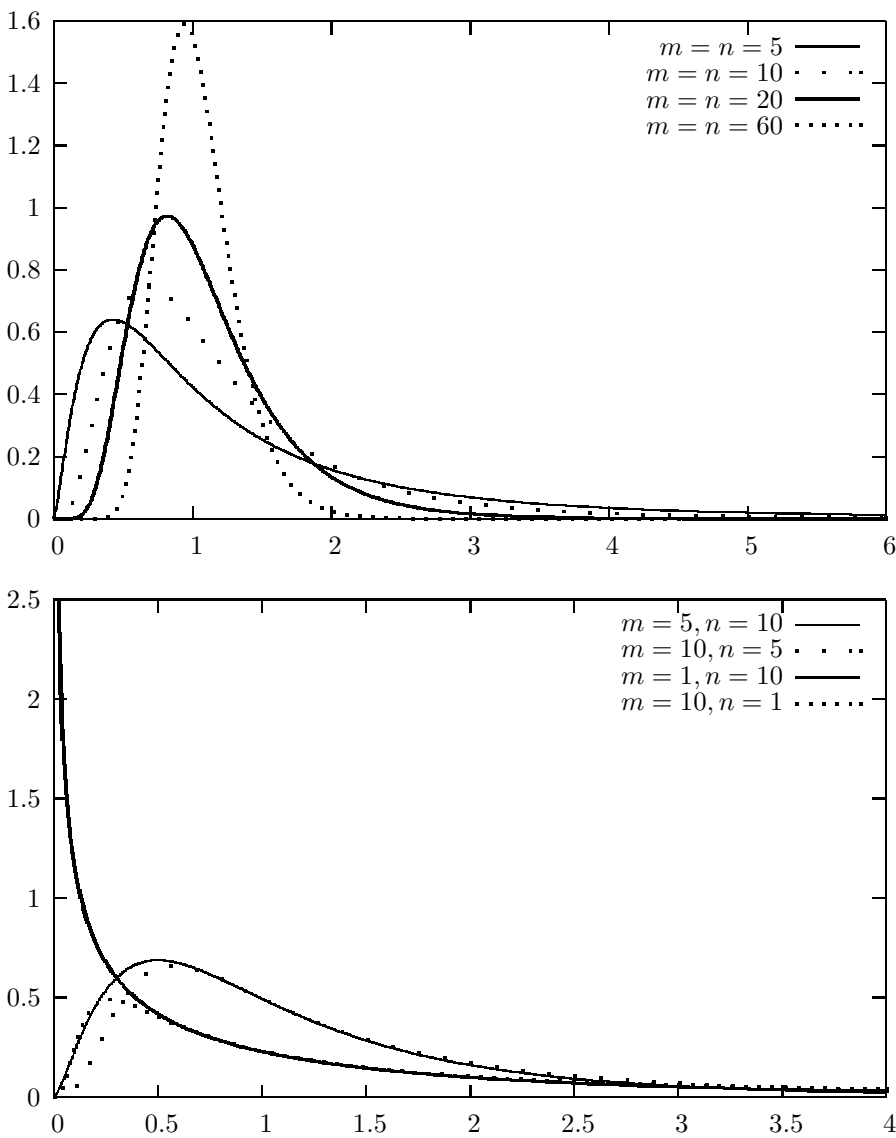 1.6
1.4
1.2
1
0.8
0.6
0.4
0.2
0
0 1 2 3 4 5 6
m = n = 5
m = n = 10
m = n = 20
m = n = 60
2.5
2
1.5
1
0.5
0
0 0.5 1 1.5 2 2.5 3 3.5 4
m = 5, n = 10
m = 10, n = 5
m = 1, n = 10
m = 10, n = 1